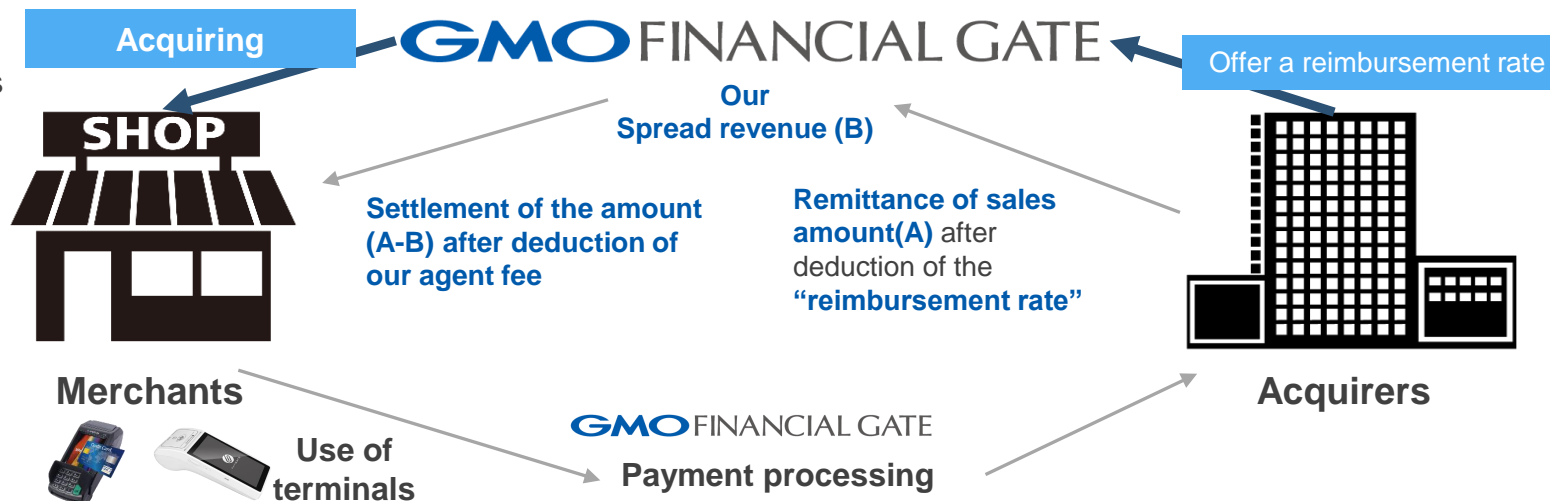 Acquiring
GMO FINANCIAL GATE
Offer a reimbursement rate
s
SHOP
Our
Spread revenue (B)
Settlement of the amount
(A-B) after deduction of
our agent fee
Remittance of sales
amount(A) after
deduction of the
“reimbursement rate”
Merchants
Acquirers
Use of
terminals
GMO FINANCIAL GATE
Payment processing